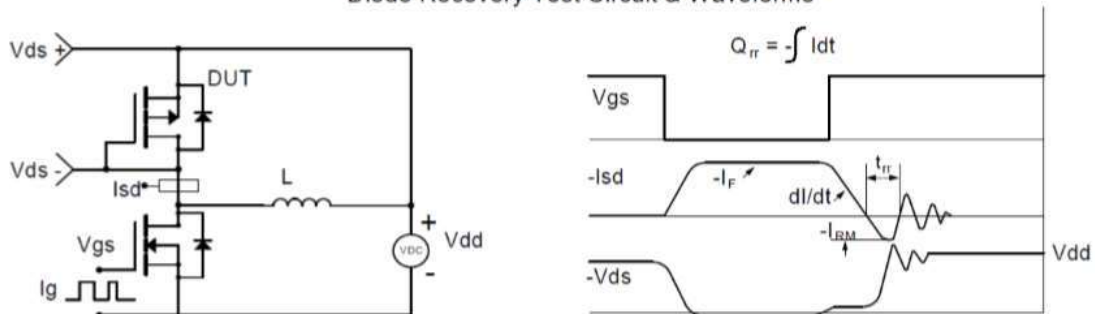 Diode Recovery Test Circuit & Waveforms
Vds +
DUT
Vds -
Isd
L
Vgs
Ig
VDC
+
-
Vdd
Qrr = -∫ Idt
Vgs
-Isd
-IF
dI/dt
trr
-IRM
-Vds
Vdd